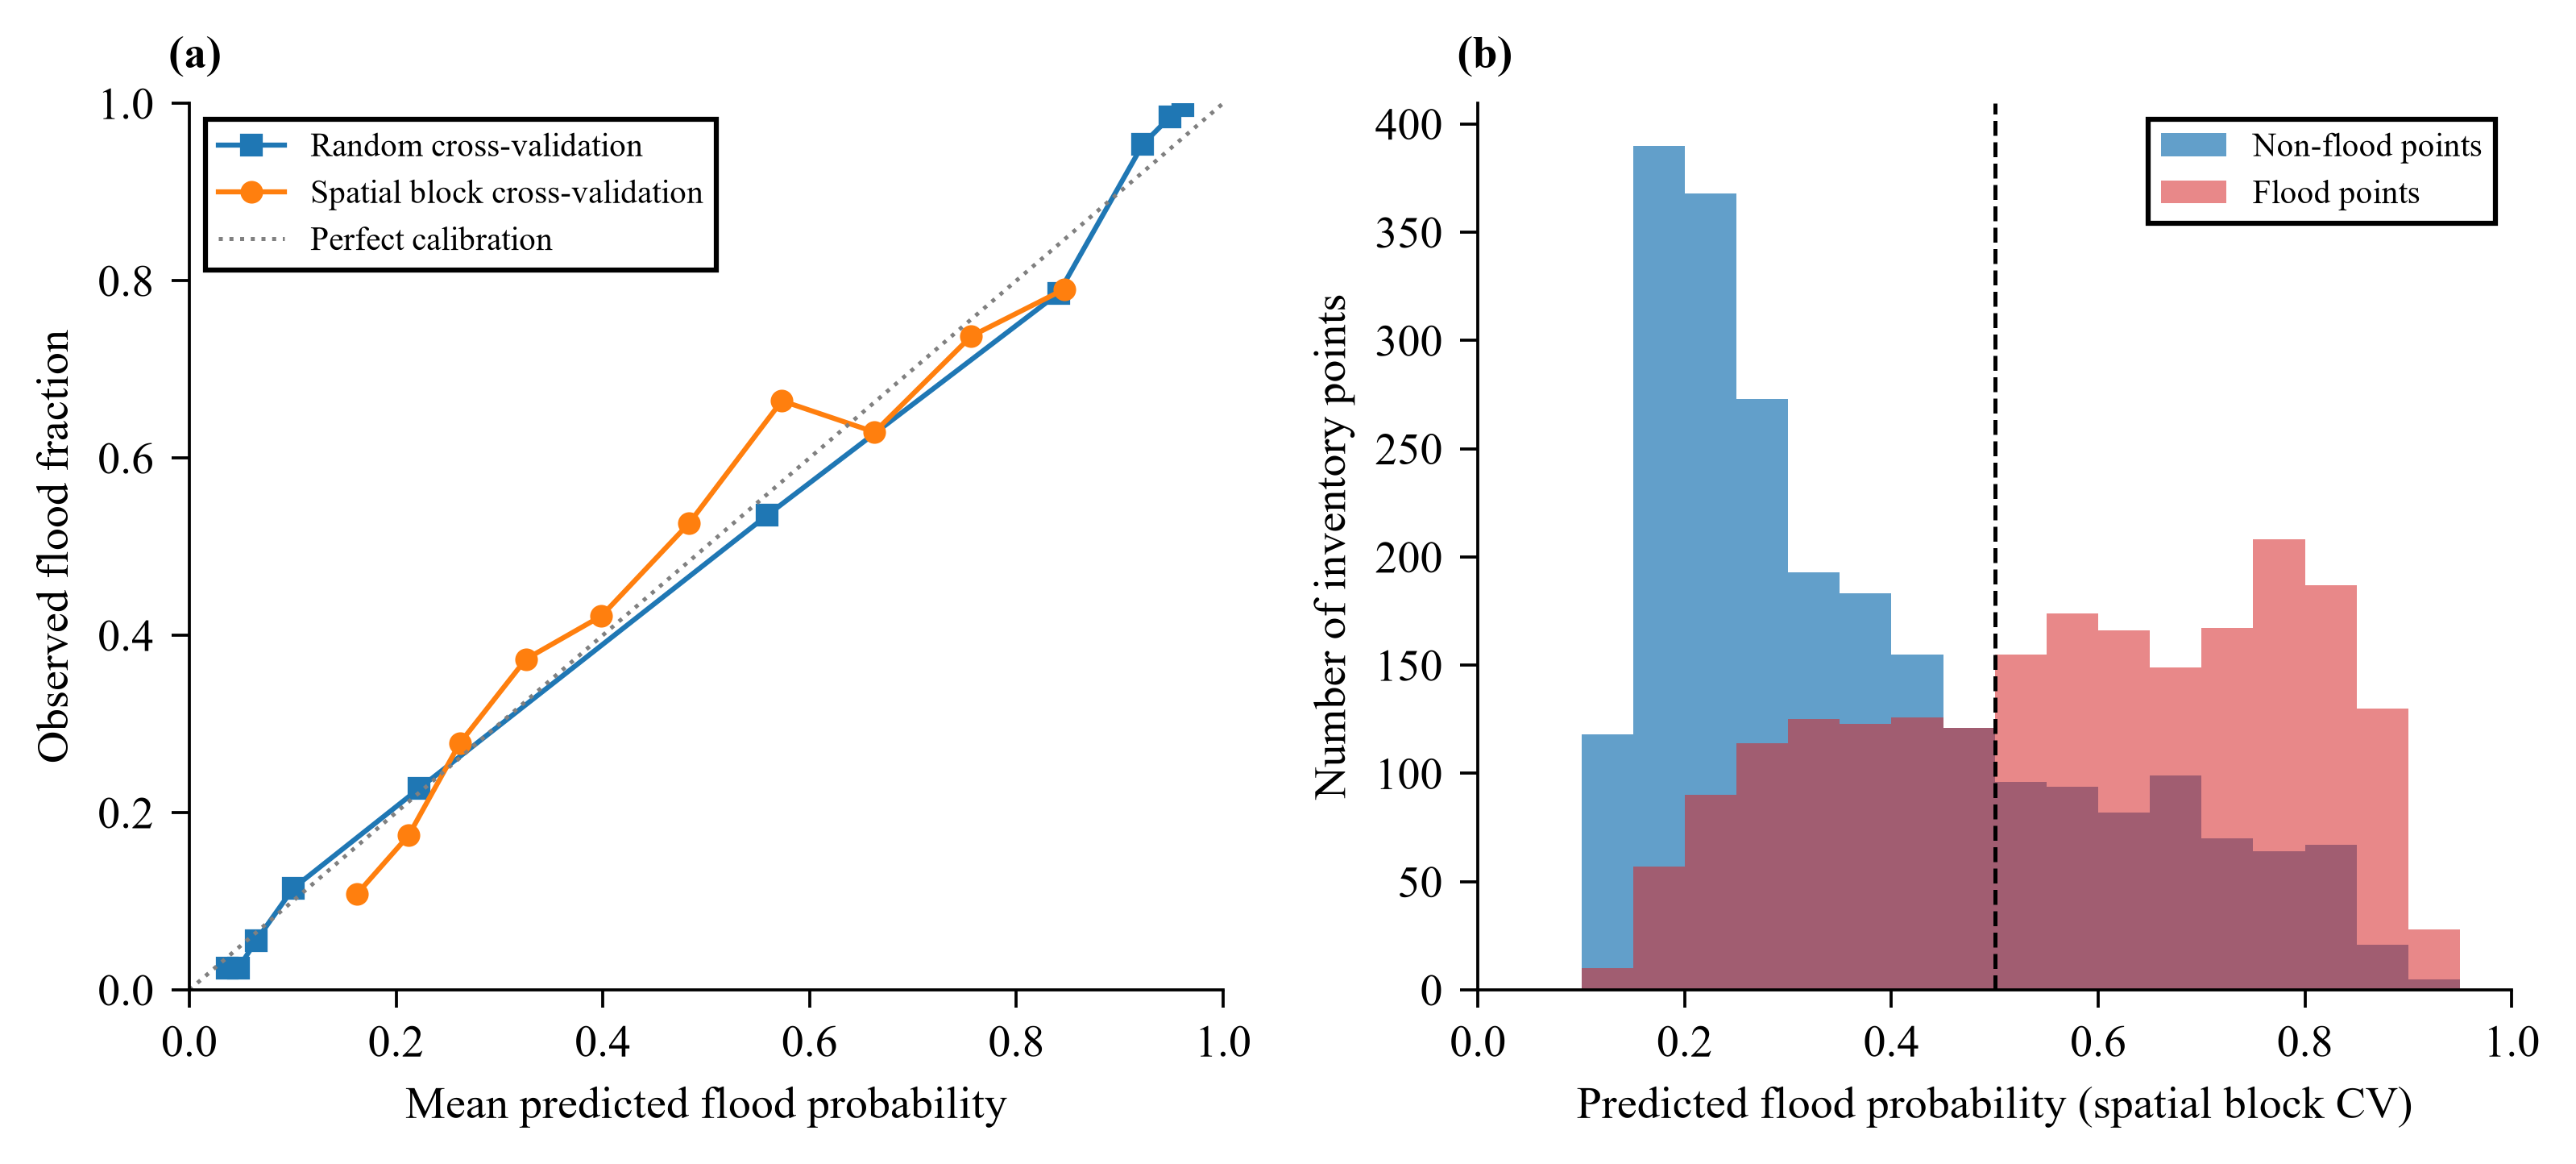 (a)
1.0
0.8
0.6
0.4
0.2
0.0
Observed flood fraction
Random cross-validation
Spatial block cross-validation
Perfect calibration
0.0 0.2 0.4 0.6 0.8 1.0
Mean predicted flood probability
(b)
400
350
300
250
200
150
100
50
0
Number of inventory points
Non-flood points
Flood points
0.0 0.2 0.4 0.6 0.8 1.0
Predicted flood probability (spatial block CV)